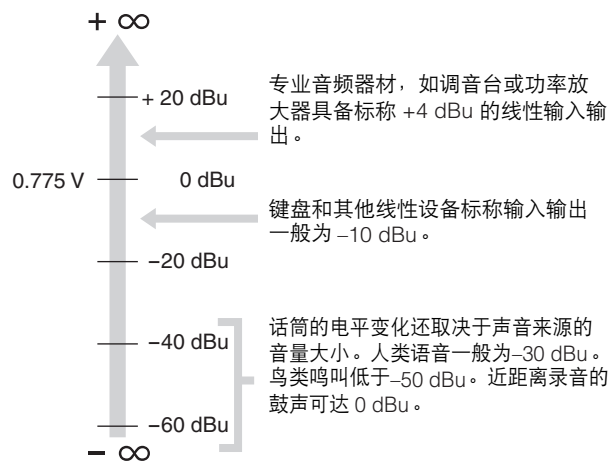 + ∞
+ 20 dBu
专业音频器材，如调音台或功率放
大器具备标称 +4 dBu 的线性输入输
出。
0.775 V
0 dBu
键盘和其他线性设备标称输入输出
一般为 –10 dBu。
–20 dBu
–40 dBu
话筒的电平变化还取决于声音来源的
音量大小。人类语音一般为–30 dBu。
鸟类鸣叫低于–50 dBu。近距离录音的
鼓声可达 0 dBu。
–60 dBu
– ∞